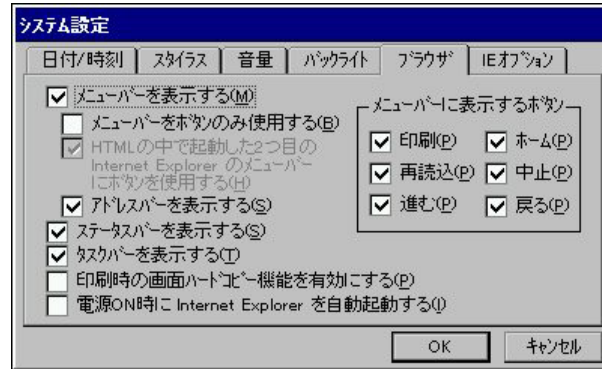 システム設定
日付/時刻 スタイラス 音量 バックライト ブラウザ IEオプション
メニューバーを表示する(M)
メニューバーをボタンのみ使用する(B)
HTMLの中で起動した2つ目の
Internet Explorer のメニューバー
にボタンを使用する(H)
アドレスバーを表示する(S)
ステータスバーを表示する(S)
タスクバーを表示する(T)
印刷時の画面ハードコピー機能を有効にする(P)
電源ON時に Internet Explorer を自動起動する(I)
メニューバーに表示するボタン
印刷(P) ホーム(P)
再読込(P) 中止(P)
進む(P) 戻る(P)
OK キャンセル